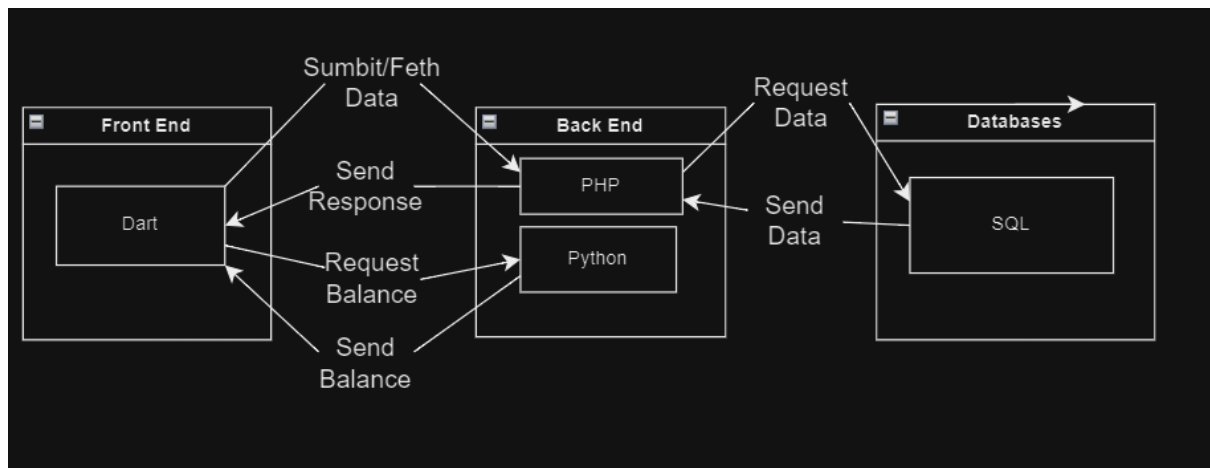 Sumbit/Feth
Data
Front End
Dart
Send
Response
Request
Balance
Send
Balance
Back End
PHP
Python
Request
Data
Send
Data
Databases
SQL